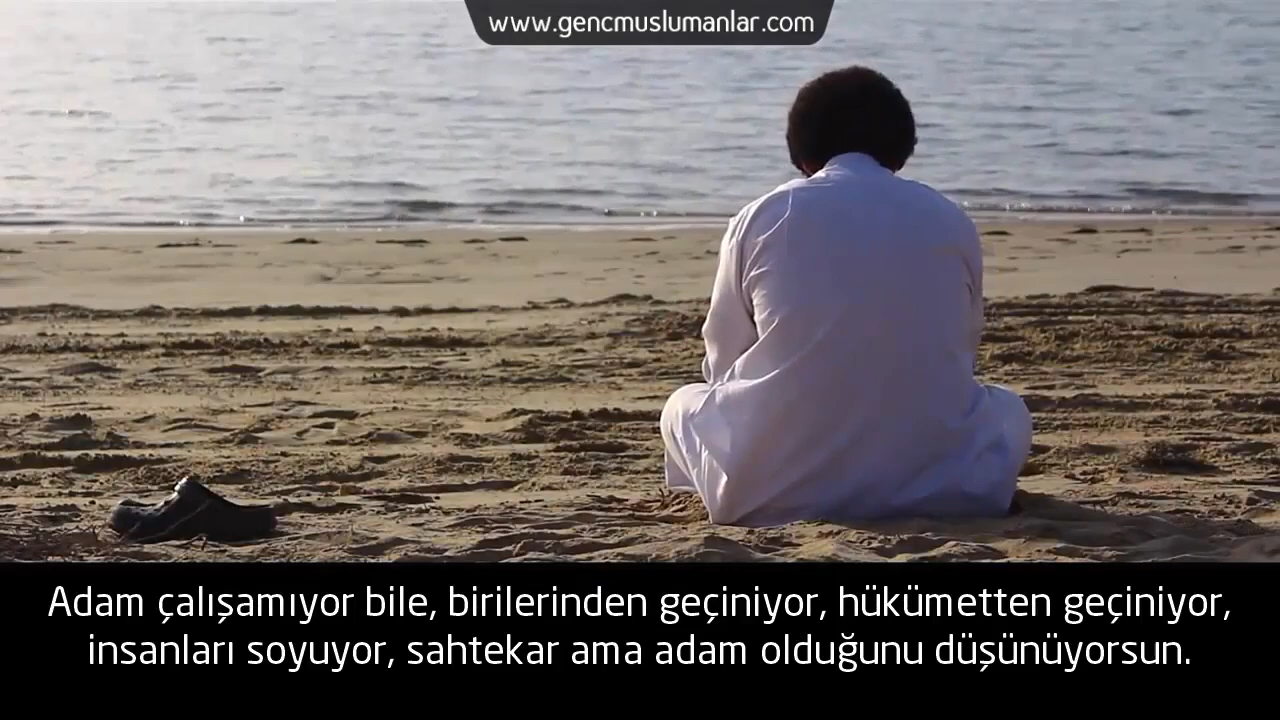 www.gencmuslumanlar.com
Adam çalışamıyor bile, birilerinden geçiniyor, hükümetten geçiniyor,
insanları soyuyor, sahtekar ama adam olduğunu düşünüyorsun.